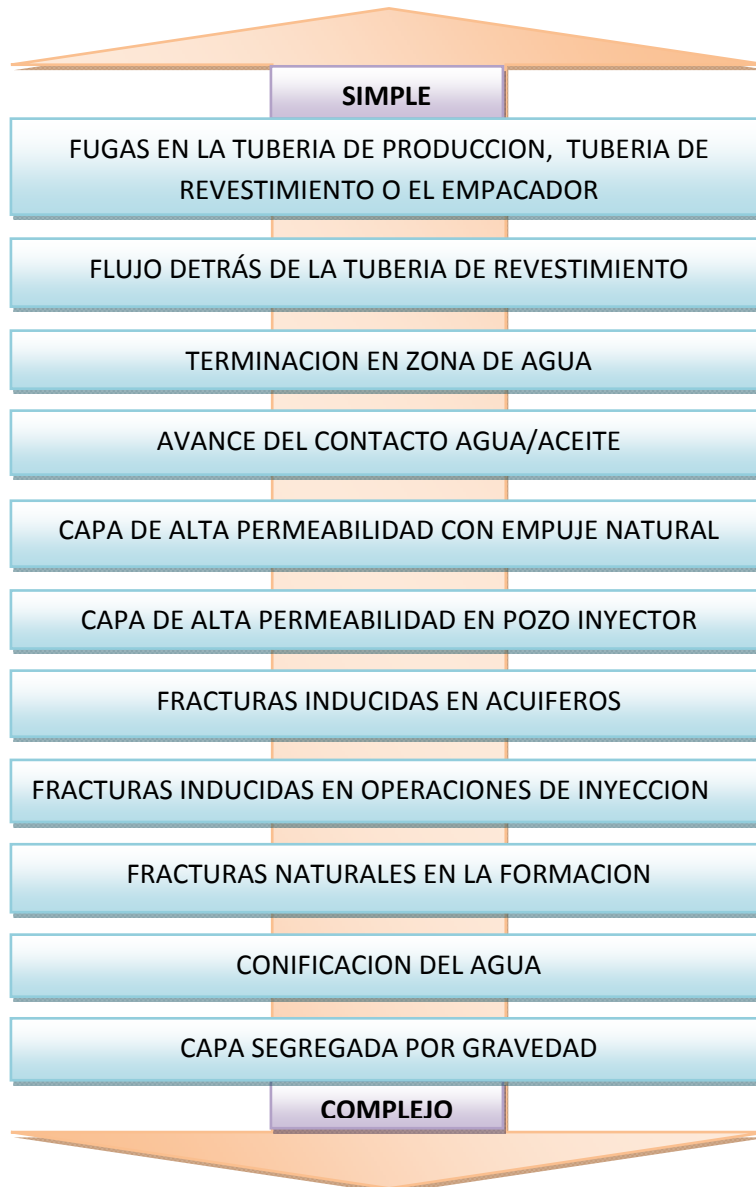 SIMPLE
FUGAS EN LA TUBERIA DE PRODUCCION, TUBERIA DE
REVESTIMIENTO O EL EMPACADOR
FLUJO DETRÁS DE LA TUBERIA DE REVESTIMIENTO
TERMINACION EN ZONA DE AGUA
AVANCE DEL CONTACTO AGUA/ACEITE
CAPA DE ALTA PERMEABILIDAD CON EMPUJE NATURAL
CAPA DE ALTA PERMEABILIDAD EN POZO INYECTOR
FRACTURAS INDUCIDAS EN ACUIFEROS
FRACTURAS INDUCIDAS EN OPERACIONES DE INYECCION
FRACTURAS NATURALES EN LA FORMACION
CONIFICACION DEL AGUA
CAPA SEGREGADA POR GRAVEDAD
COMPLEJO